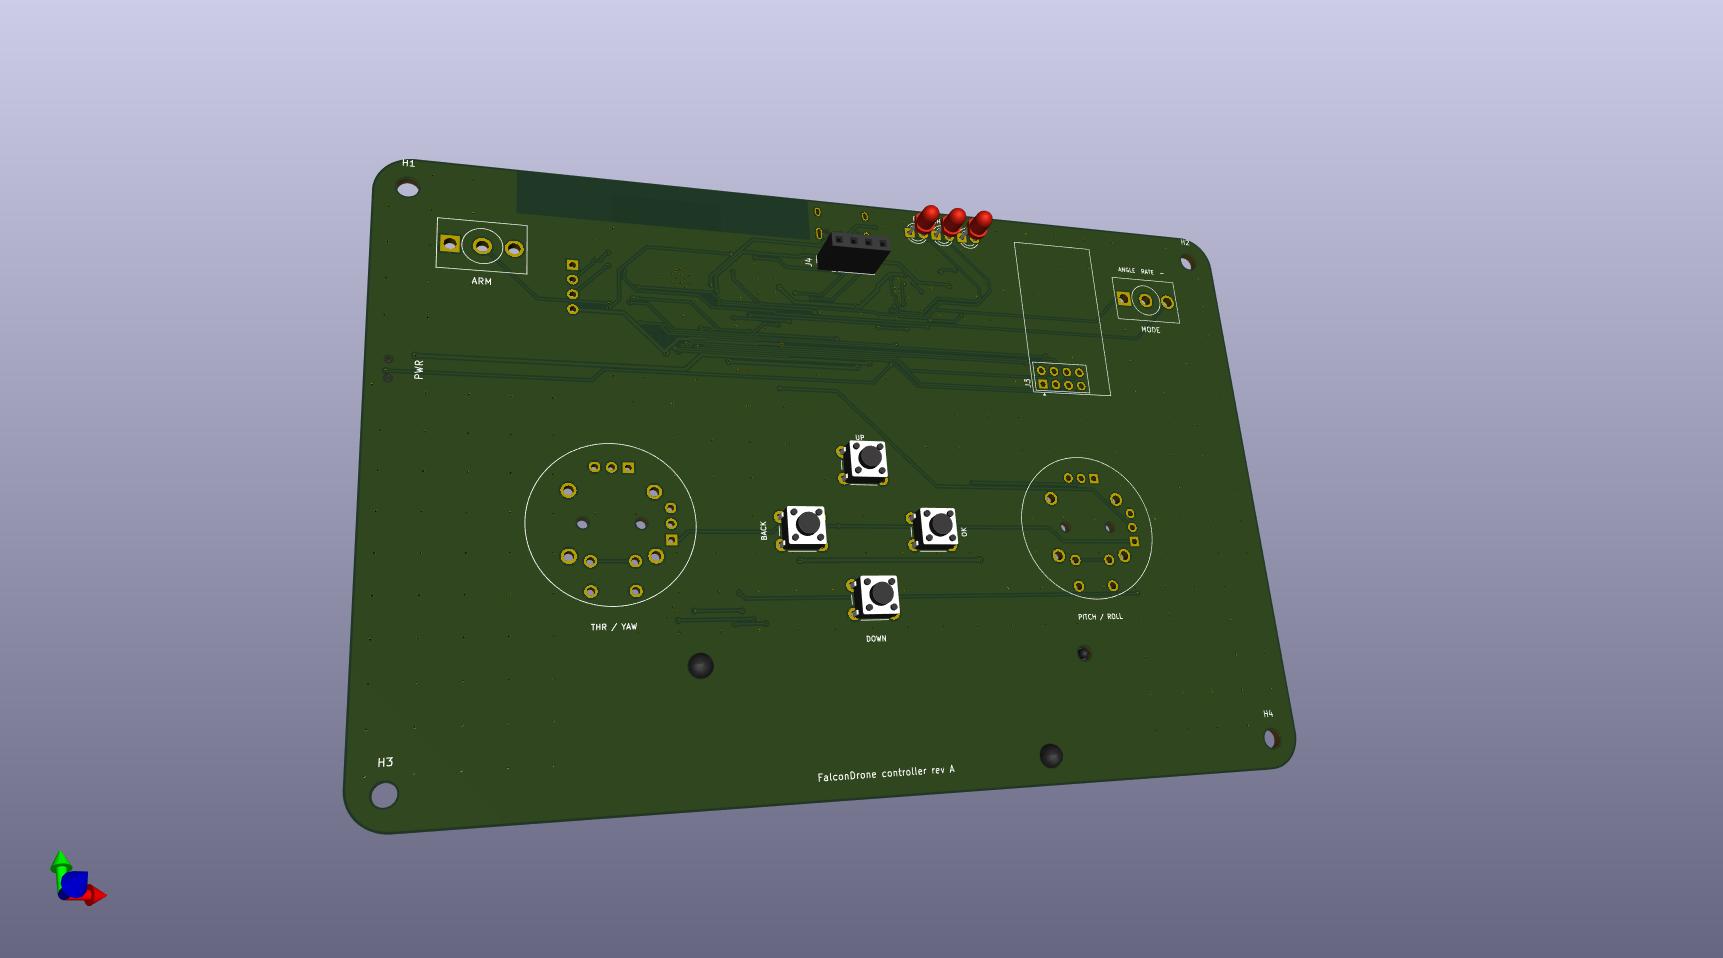 H1
H2
ARM
J4
ANGLE RATE -
MODE
PWR
J3
UP
BACK
OK
THR / YAW
PITCH / ROLL
DOWN
H4
H3
FalconDrone controller rev A